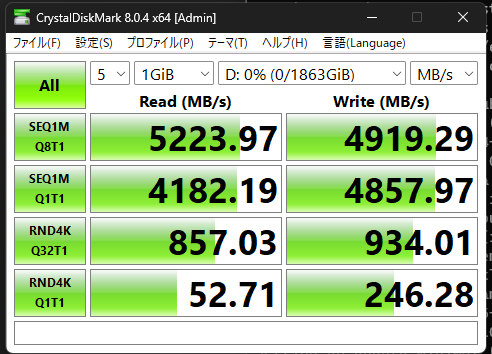 CrystalDiskMark 8.0.4 x64 [Admin]
ファイル(F) 設定(S) プロファイル(P) テーマ(T) ヘルプ(H) 言語(Language)
All 5 1GiB D: 0% (0/1863GiB) MB/s
Read (MB/s) Write (MB/s)
SEQ1M
Q8T1 5223.97 4919.29
SEQ1M
Q1T1 4182.19 4857.97
RND4K
Q32T1 857.03 934.01
RND4K
Q1T1 52.71 246.28